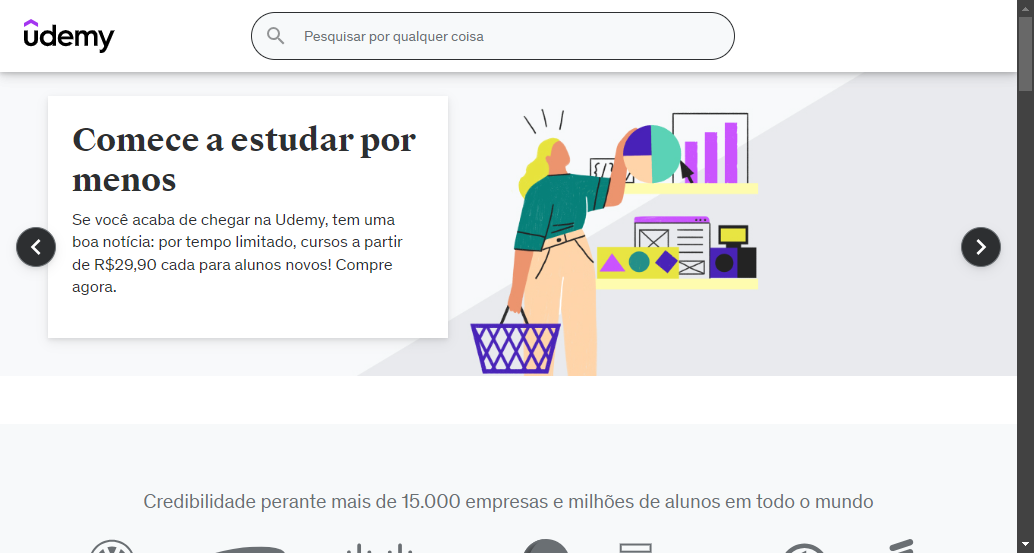 ûdemy
Pesquisar por qualquer coisa
Comece a estudar por
menos
Se você acaba de chegar na Udemy, tem uma
boa notícia: por tempo limitado, cursos a partir
de R$29,90 cada para alunos novos! Compre
agora.
{/}
Credibilidade perante mais de 15.000 empresas e milhões de alunos em todo o mundo